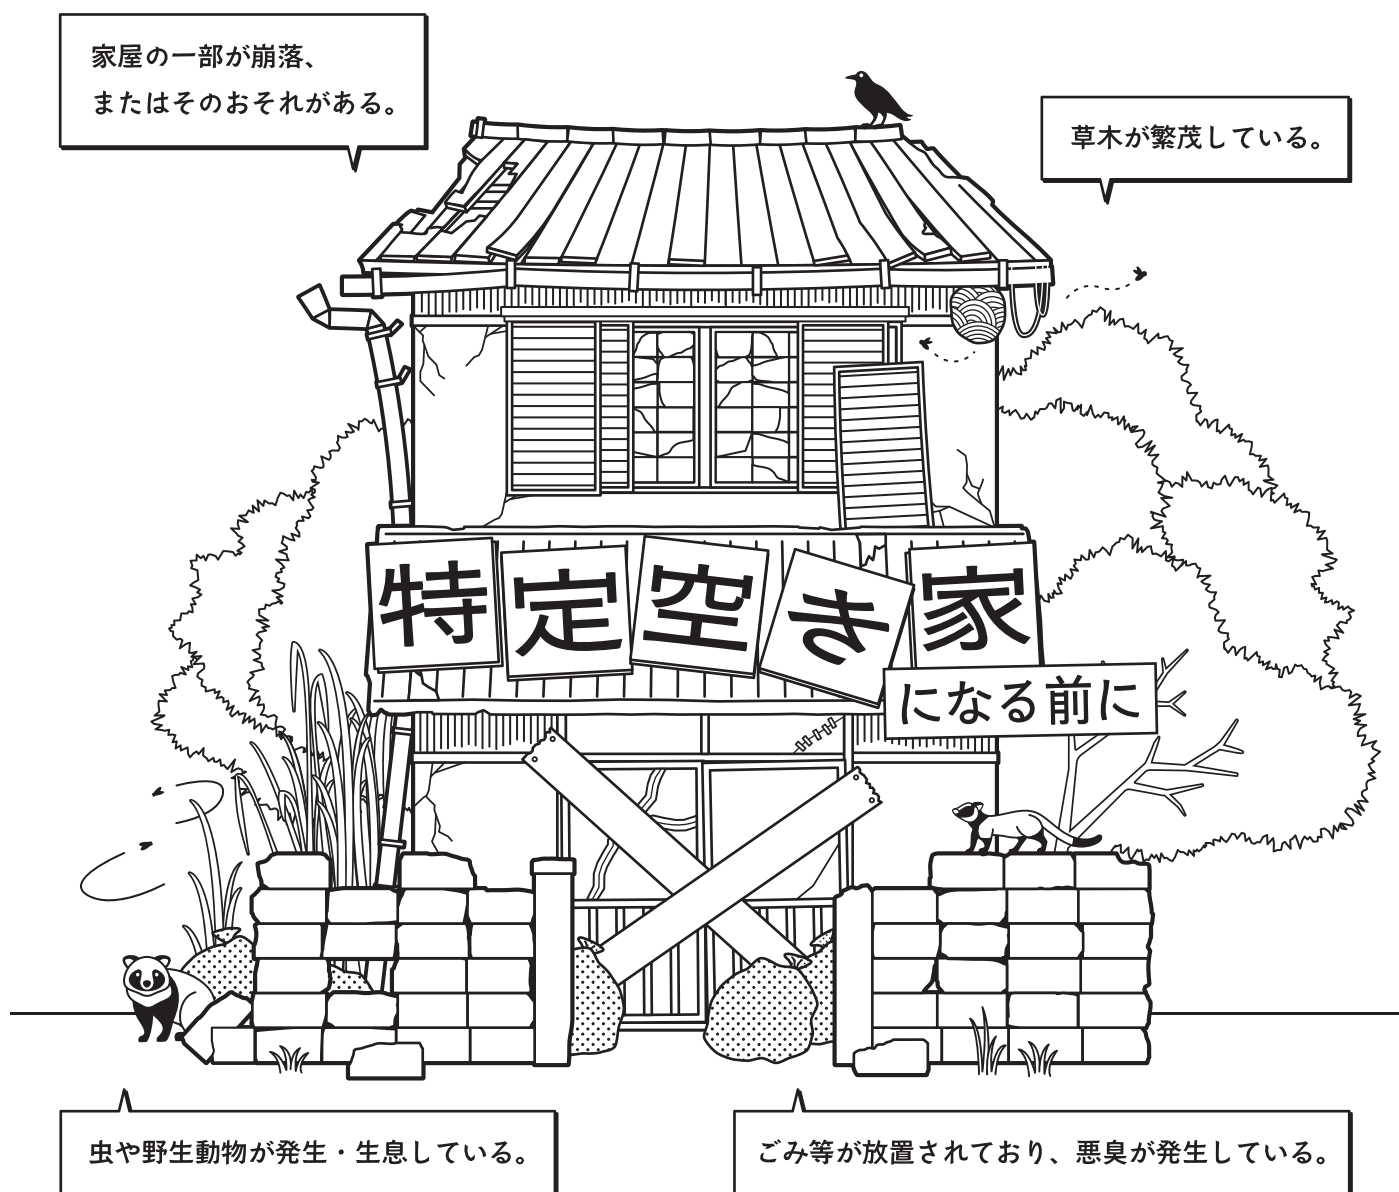 家屋の一部が崩落、
またはそのおそれがある。
草木が繁茂している。
特定空き家
になる前に
虫や野生動物が発生・生息している。
ごみ等が放置されており、悪臭が発生している。